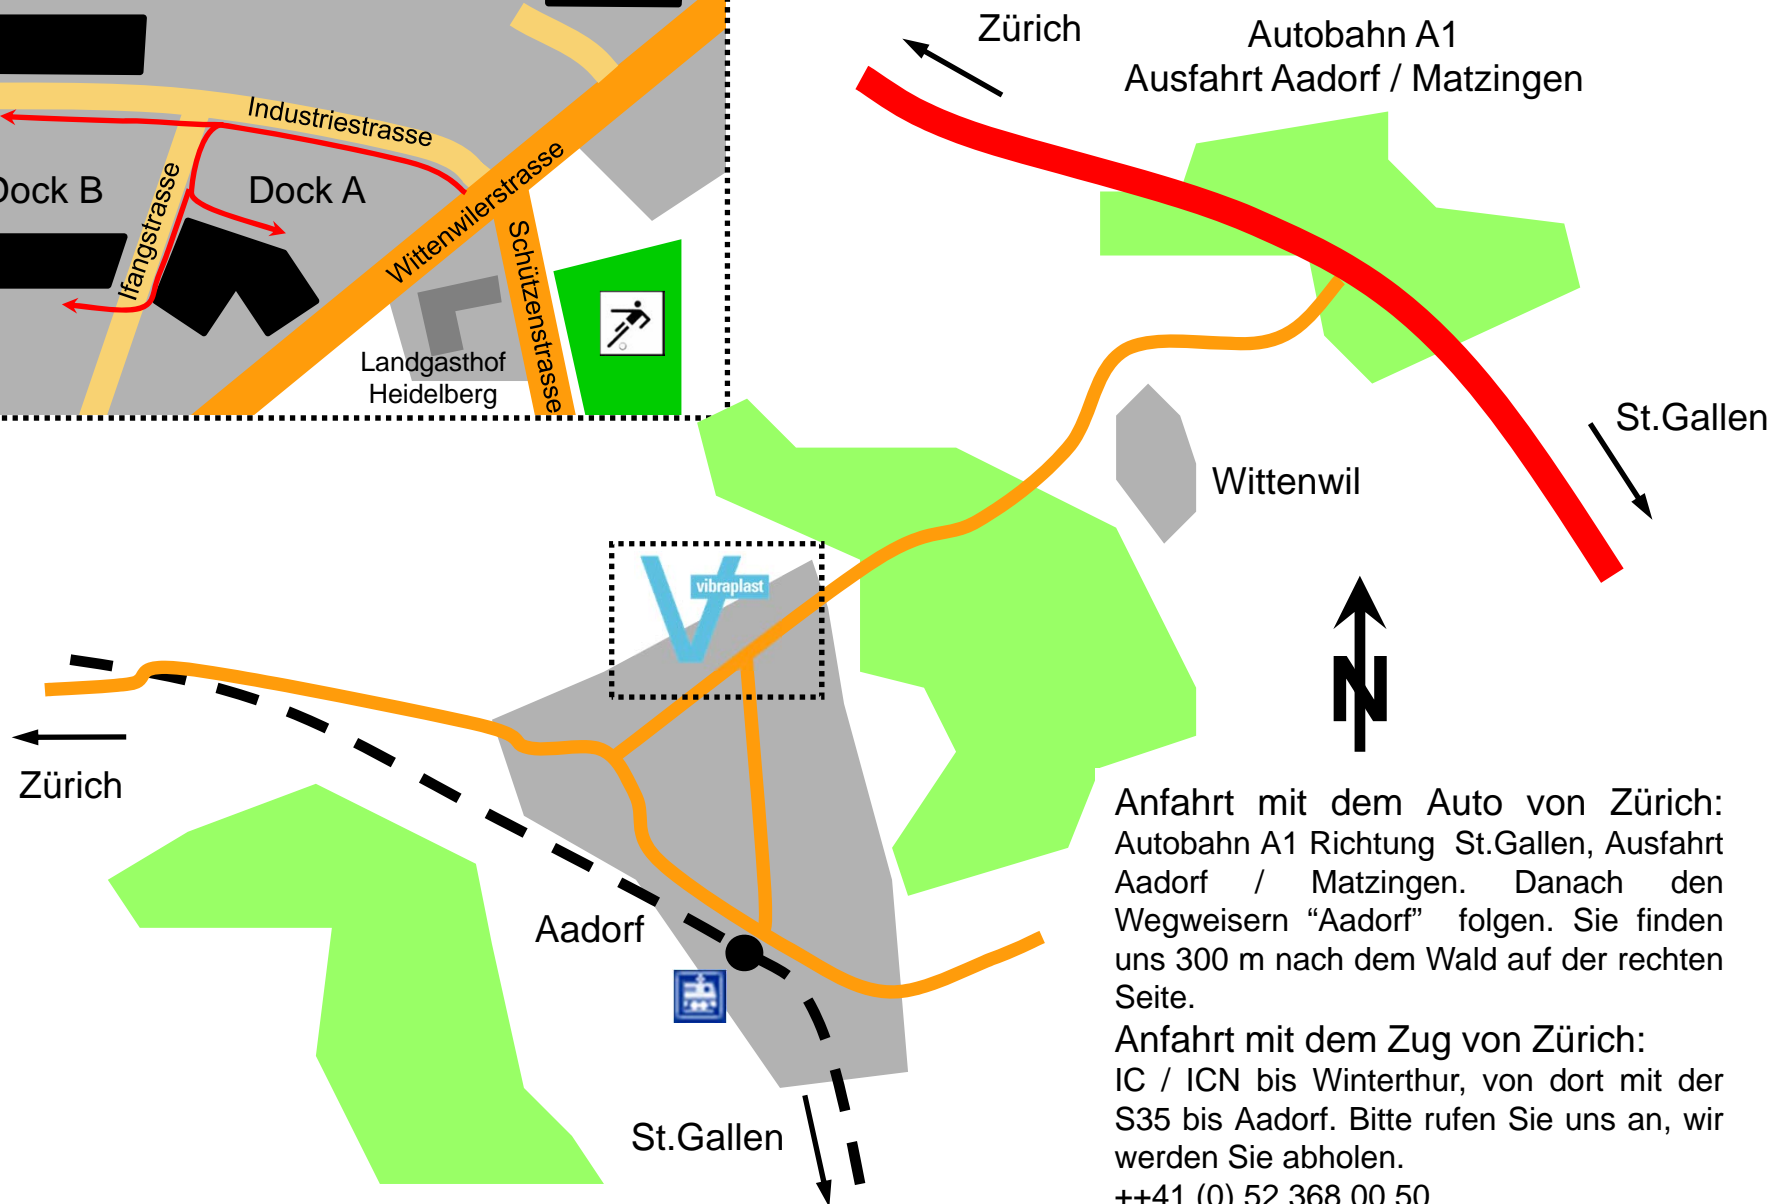 Zürich
Autobahn A1
Ausfahrt Aadorf / Matzingen
Industriestrasse
Dock B
Dock A
Ifangstrasse
Wittenwilerstrasse
Schützenstrasse
Landgasthof
Heidelberg
St.Gallen
Wittenwil
vibraplast
N
Zürich
Aadorf
St.Gallen
Anfahrt mit dem Auto von Zürich:
Autobahn A1 Richtung St.Gallen, Ausfahrt
Aadorf / Matzingen. Danach den
Wegweisern “Aadorf” folgen. Sie finden
uns 300 m nach dem Wald auf der rechten
Seite.
Anfahrt mit dem Zug von Zürich:
IC / ICN bis Winterthur, von dort mit der
S35 bis Aadorf. Bitte rufen Sie uns an, wir
werden Sie abholen.
++41 (0) 52 368 00 50